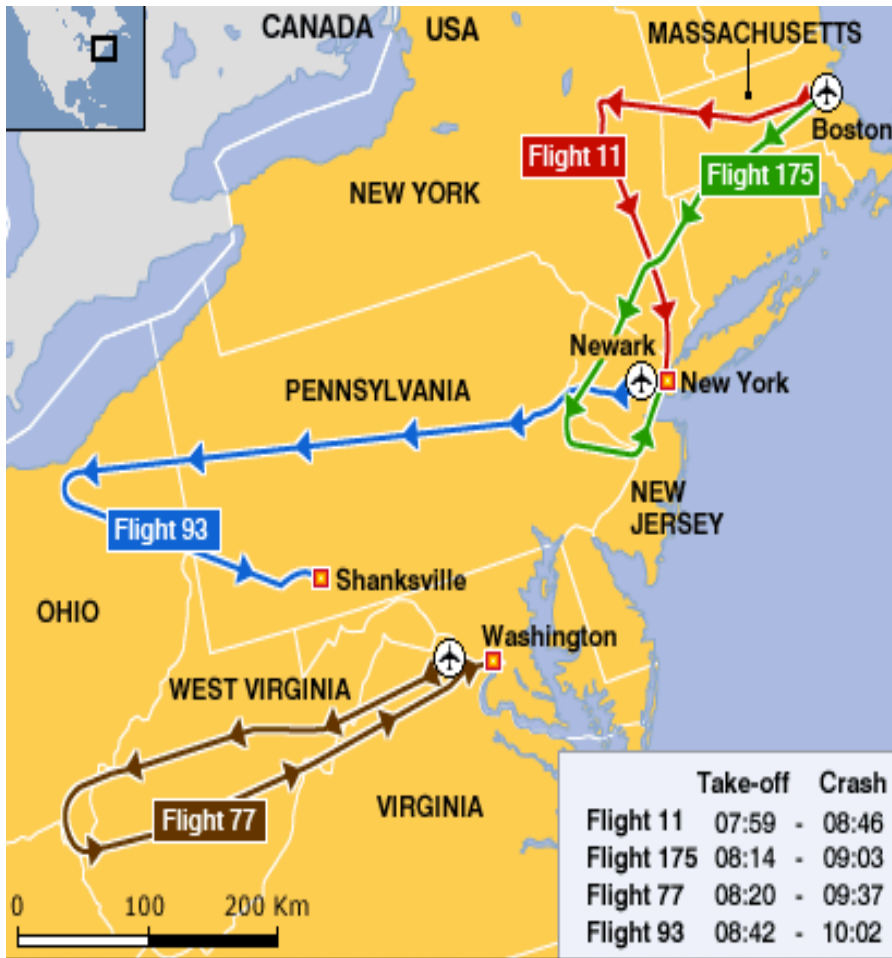 CANADA
USA
MASSACHUSETTS
Boston
Flight 11
Flight 175
NEW YORK
Newark
New York
PENNSYLVANIA
NEW
JERSEY
Flight 93
Shanksville
OHIO
Washington
WEST VIRGINIA
Flight 77
VIRGINIA
0 100 200 Km
Take-off Crash
Flight 11 07:59 - 08:46
Flight 175 08:14 - 09:03
Flight 77 08:20 - 09:37
Flight 93 08:42 - 10:02